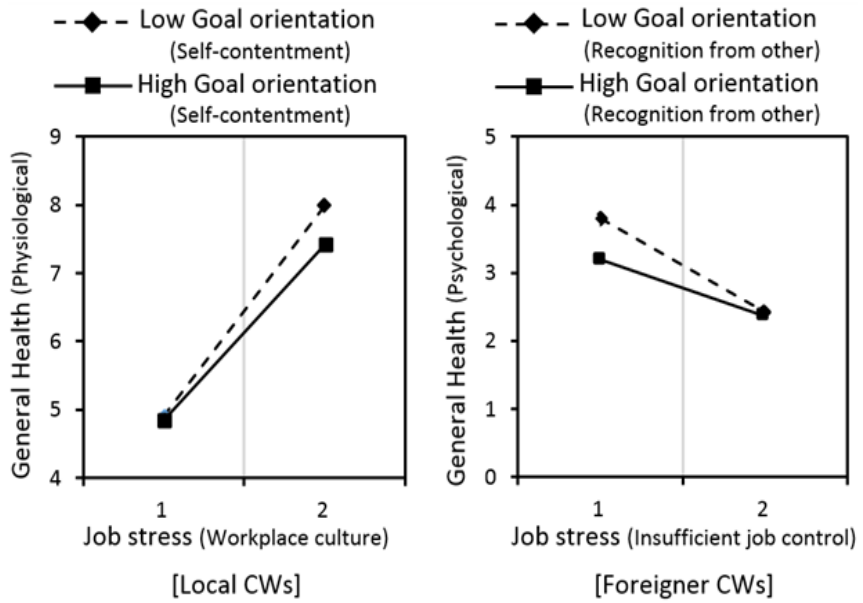 Low Goal orientation
(Self-contentment)
High Goal orientation
(Self-contentment)
9
8
7
6
5
4
General Health (Physiological)
1 2
Job stress (Workplace culture)
[Local CWs]
Low Goal orientation
(Recognition from other)
High Goal orientation
(Recognition from other)
5
4
3
2
1
0
General Health (Psychological)
1 2
Job stress (Insufficient job control)
[Foreigner CWs]